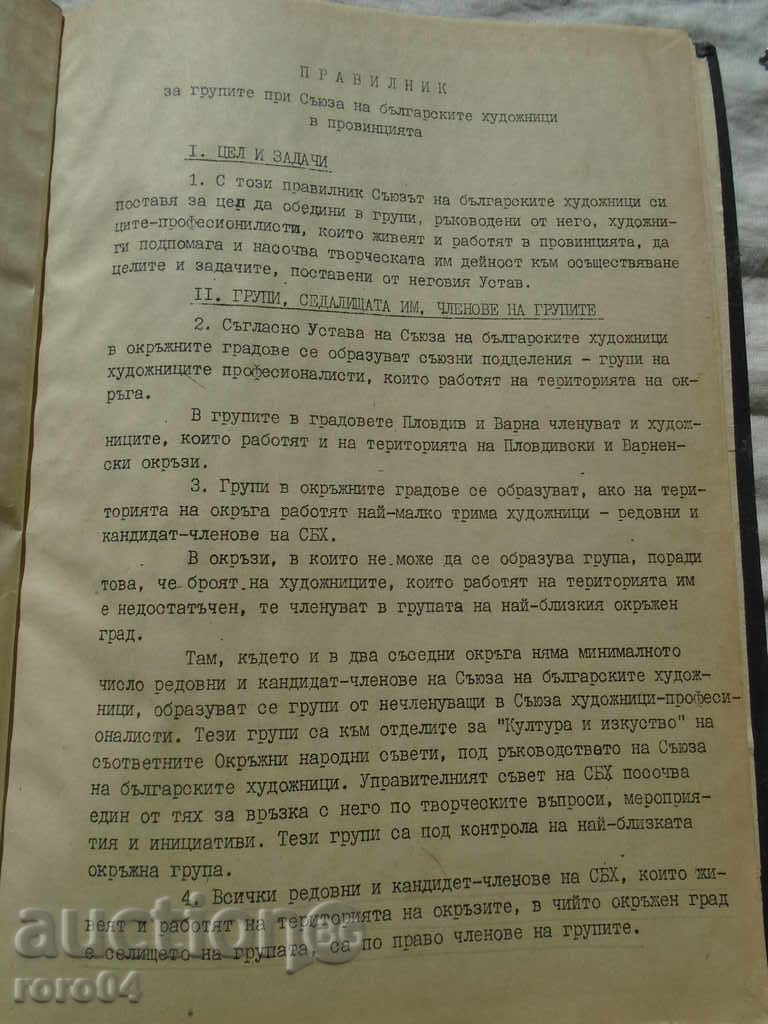 ПРАВИЛНИК
за групите при Съюза на българските художници
в провинцията
I. ЦЕЛ И ЗАДАЧИ
1. С този правилник Съюзът на българските художници си
поставя за цел да обедини в групи, ръководени от него, художни-
ците-професионилисти, които живеят и работят в провинцията, да
ги подпомага и насочва творческата им дейност към осъществяване
целите и задачите, поставени от неговия Устав.
II. ГРУПИ, СЕДАЛИЩАТА ИМ, ЧЛЕНОВЕ НА ГРУПИТЕ
2. Съгласно Устава на Съюза на българските художници
в окръжните градове се образуват съюзни подделения - групи на
художниците професионалисти, които работят на територията на ок-
ръга.
В групите в градовете Пловдив и Варна членуват и худож-
ниците, които работят и на територията на Пловдивски и Варнен-
ски окръзи.
3. Групи в окръжните градове се образуват, ако на тери-
торията на окръга работят най-малко трима художници - редовни и
кандидат-членове на СБХ.
В окръзи, в които не може да се образува група, поради
това, че броят на художниците, които работят на територията им
е недостатъчен, те членуват в групата на най-близкия окръжен
град.
Там, където и в два съседни окръга няма минималното
число редовни и кандидат-членове на Съюза на българските худож-
ници, образуват се групи от нечленуващи в Съюза художници-професи-
оналисти. Тези групи са към отделите за "Култура и изкуство" на
съответните Окръжни народни съвети, под ръководството на Съюза
на българските художници. Управителният съвет на СБХ посочва
един от тях за връзка с него по творческите въпроси, мероприя-
тия и инициативи. Тези групи са под контрола на най-близката
окръжна група.
4. Всички редовни и кандидет-членове на СБХ, които жи-
веят и работят на територията на окръзите, в чийто окръжен град
е селището на групата, са по право членове на групите.
auction.bg
roro04